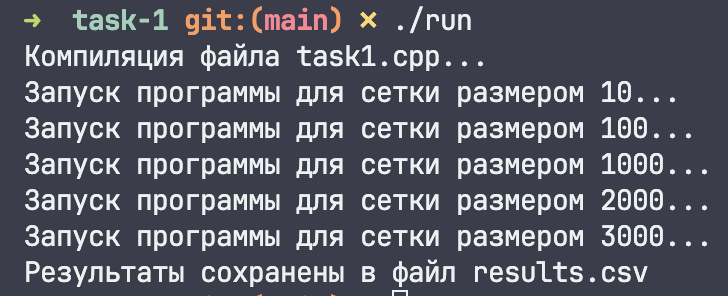 ➜ task-1 git:(main) ✗ ./run
Компиляция файла task1.cpp...
Запуск программы для сетки размером 10...
Запуск программы для сетки размером 100...
Запуск программы для сетки размером 1000...
Запуск программы для сетки размером 2000...
Запуск программы для сетки размером 3000...
Результаты сохранены в файл results.csv